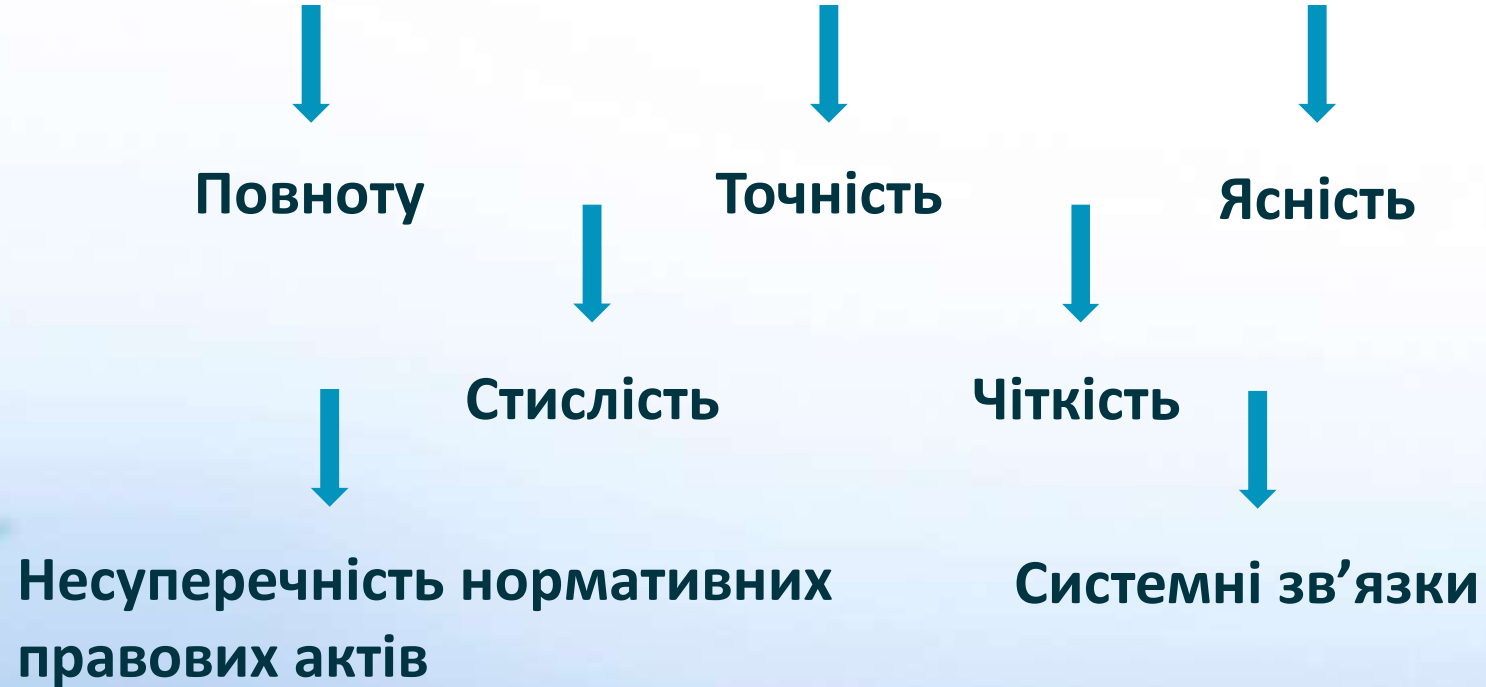 Повноту
Точність
Ясність
Стислість
Чіткість
Несуперечність нормативних
правових актів
Системні зв’язки